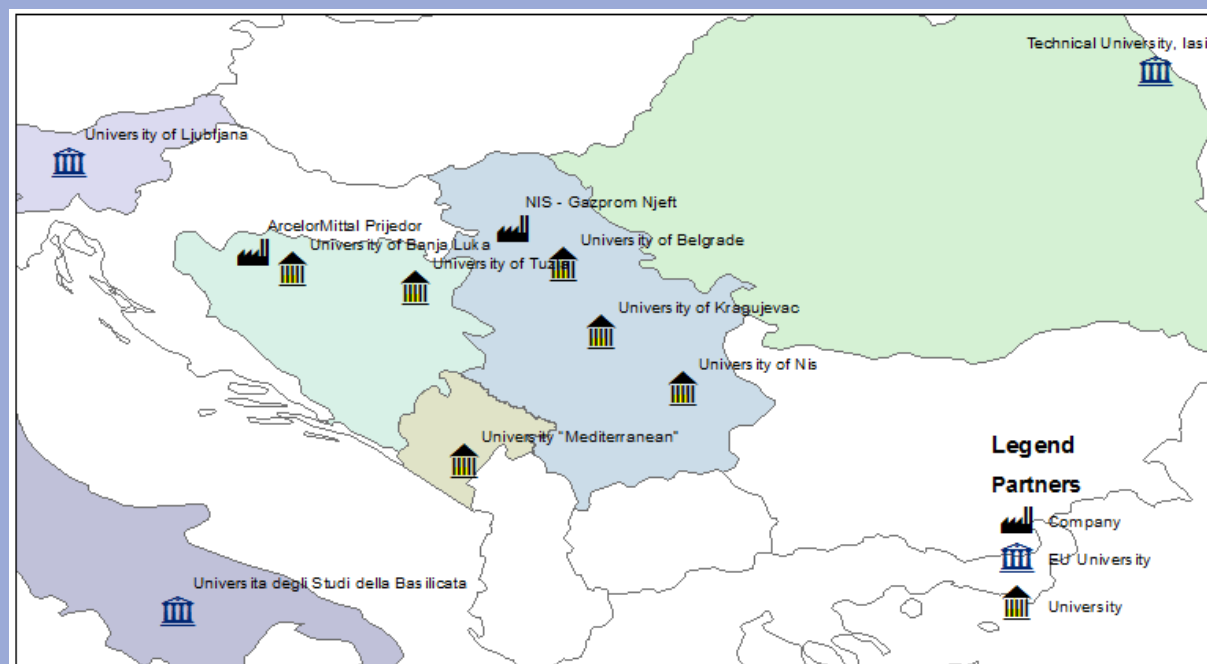 Technical University, Iasi
University of Ljubljana
NIS - Gazprom Njeft
ArcelorMittal Prijedor
University of Banja Luka
University of Belgrade
University of Tuzla
University of Kragujevac
University of Nis
University "Mediterranean"
Legend
Partners
Company
EU University
University
Universita degli Studi della Basilicata